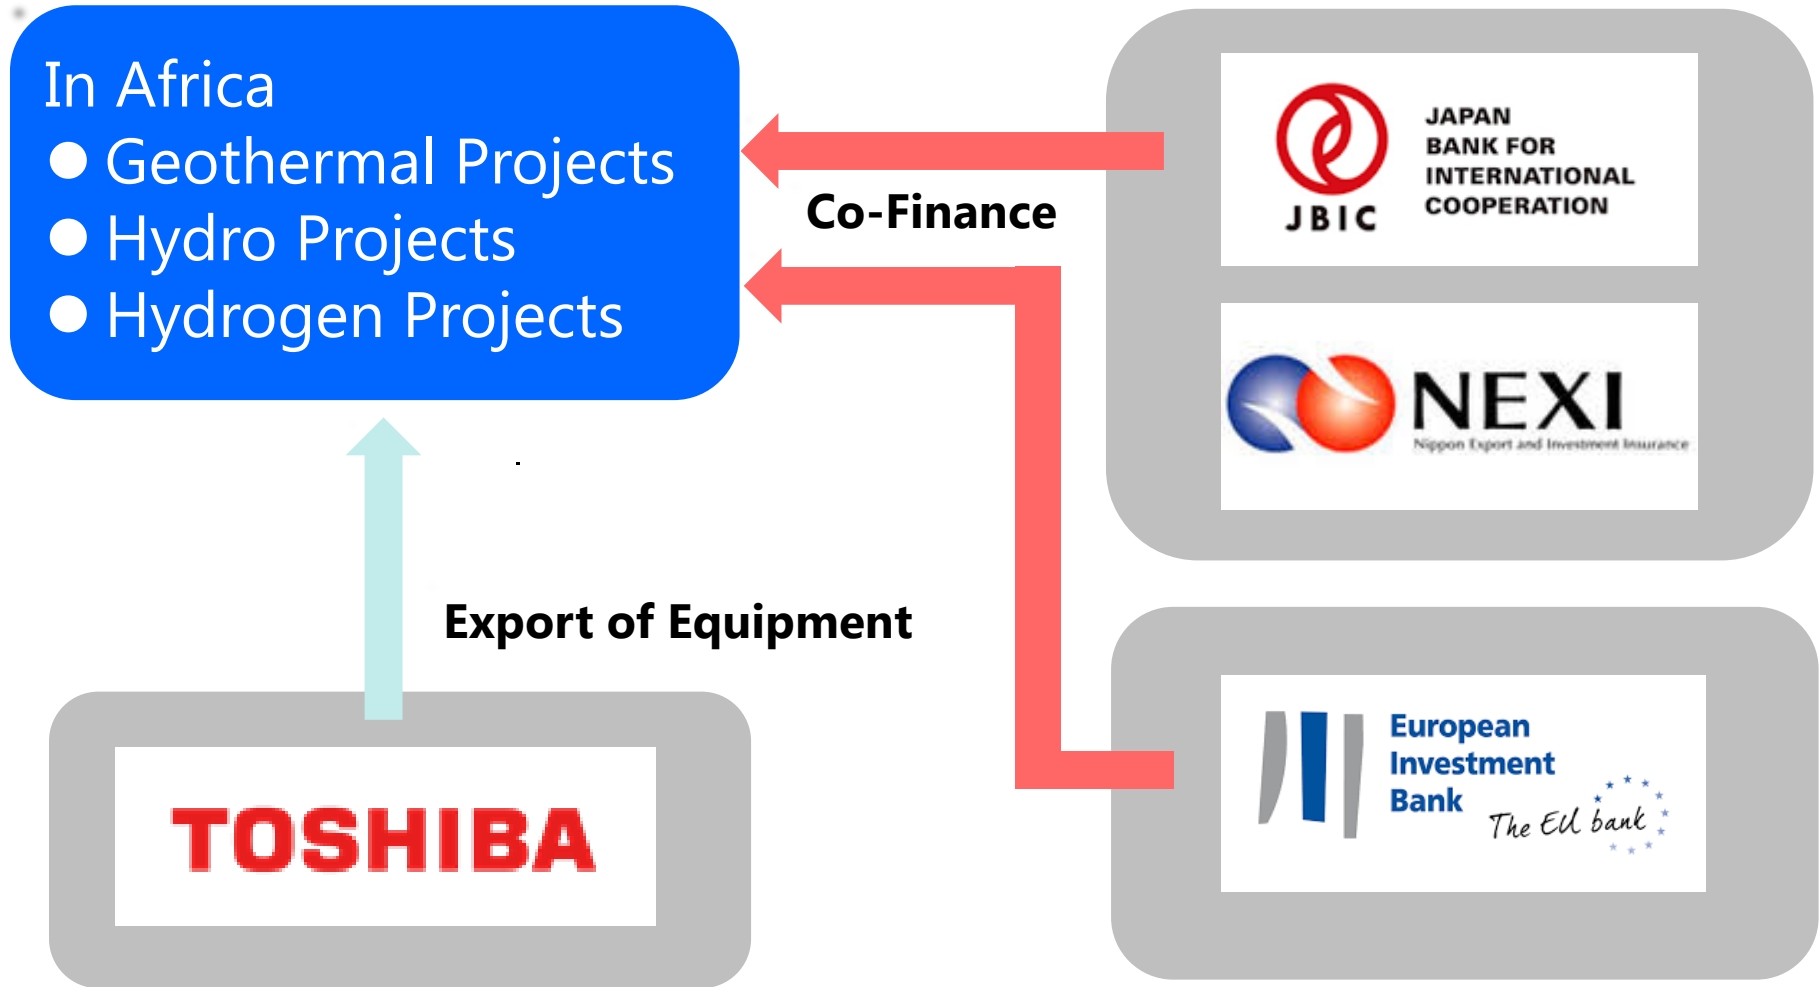 In Africa
● Geothermal Projects
● Hydro Projects
● Hydrogen Projects
Co-Finance
JBIC
JAPAN
BANK FOR
INTERNATIONAL
COOPERATION
NEXI
Nippon Export and Investment Insurance
Export of Equipment
TOSHIBA
European
Investment
Bank
The EU bank